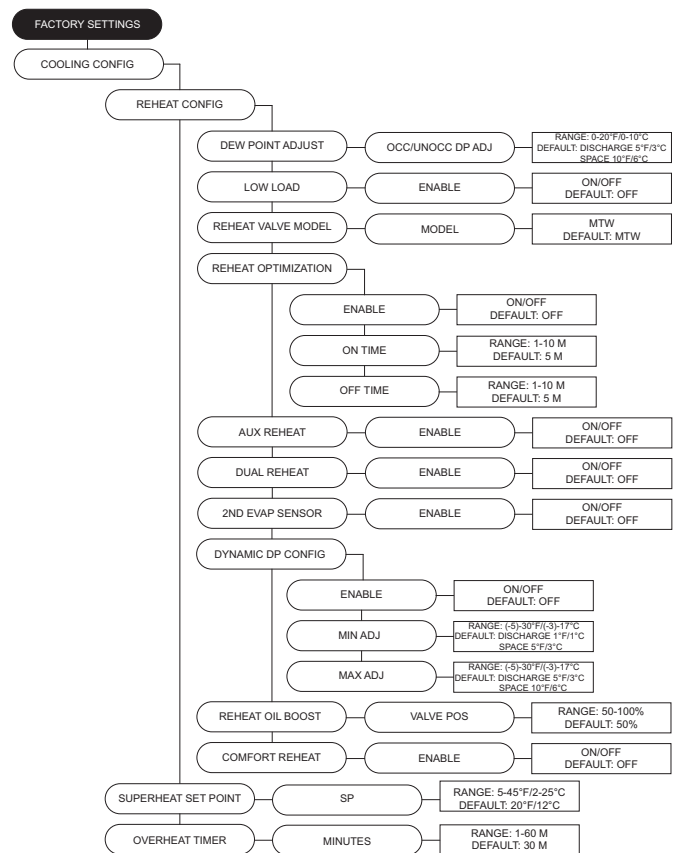 FACTORY SETTINGS
COOLING CONFIG
REHEAT CONFIG
DEW POINT ADJUST
OCC/UNOCC DP ADJ
RANGE: 0-20°F/0-10°C
DEFAULT: DISCHARGE 5°F/3°C
SPACE 10°F/6°C
LOW LOAD
ENABLE
ON/OFF
DEFAULT: OFF
REHEAT VALVE MODEL
MODEL
MTW
DEFAULT: MTW
REHEAT OPTIMIZATION
ENABLE
ON/OFF
DEFAULT: OFF
ON TIME
RANGE: 1-10 M
DEFAULT: 5 M
OFF TIME
RANGE: 1-10 M
DEFAULT: 5 M
AUX REHEAT
ENABLE
ON/OFF
DEFAULT: OFF
DUAL REHEAT
ENABLE
ON/OFF
DEFAULT: OFF
2ND EVAP SENSOR
ENABLE
ON/OFF
DEFAULT: OFF
DYNAMIC DP CONFIG
ENABLE
ON/OFF
DEFAULT: OFF
MIN ADJ
RANGE: (-5)-30°F/(-3)-17°C
DEFAULT: DISCHARGE 1°F/1°C
SPACE 5°F/3°C
MAX ADJ
RANGE: (-5)-30°F/(-3)-17°C
DEFAULT: DISCHARGE 5°F/3°C
SPACE 10°F/6°C
REHEAT OIL BOOST
VALVE POS
RANGE: 50-100%
DEFAULT: 50%
COMFORT REHEAT
ENABLE
ON/OFF
DEFAULT: OFF
SUPERHEAT SET POINT
SP
RANGE: 5-45°F/2-25°C
DEFAULT: 20°F/12°C
OVERHEAT TIMER
MINUTES
RANGE: 1-60 M
DEFAULT: 30 M